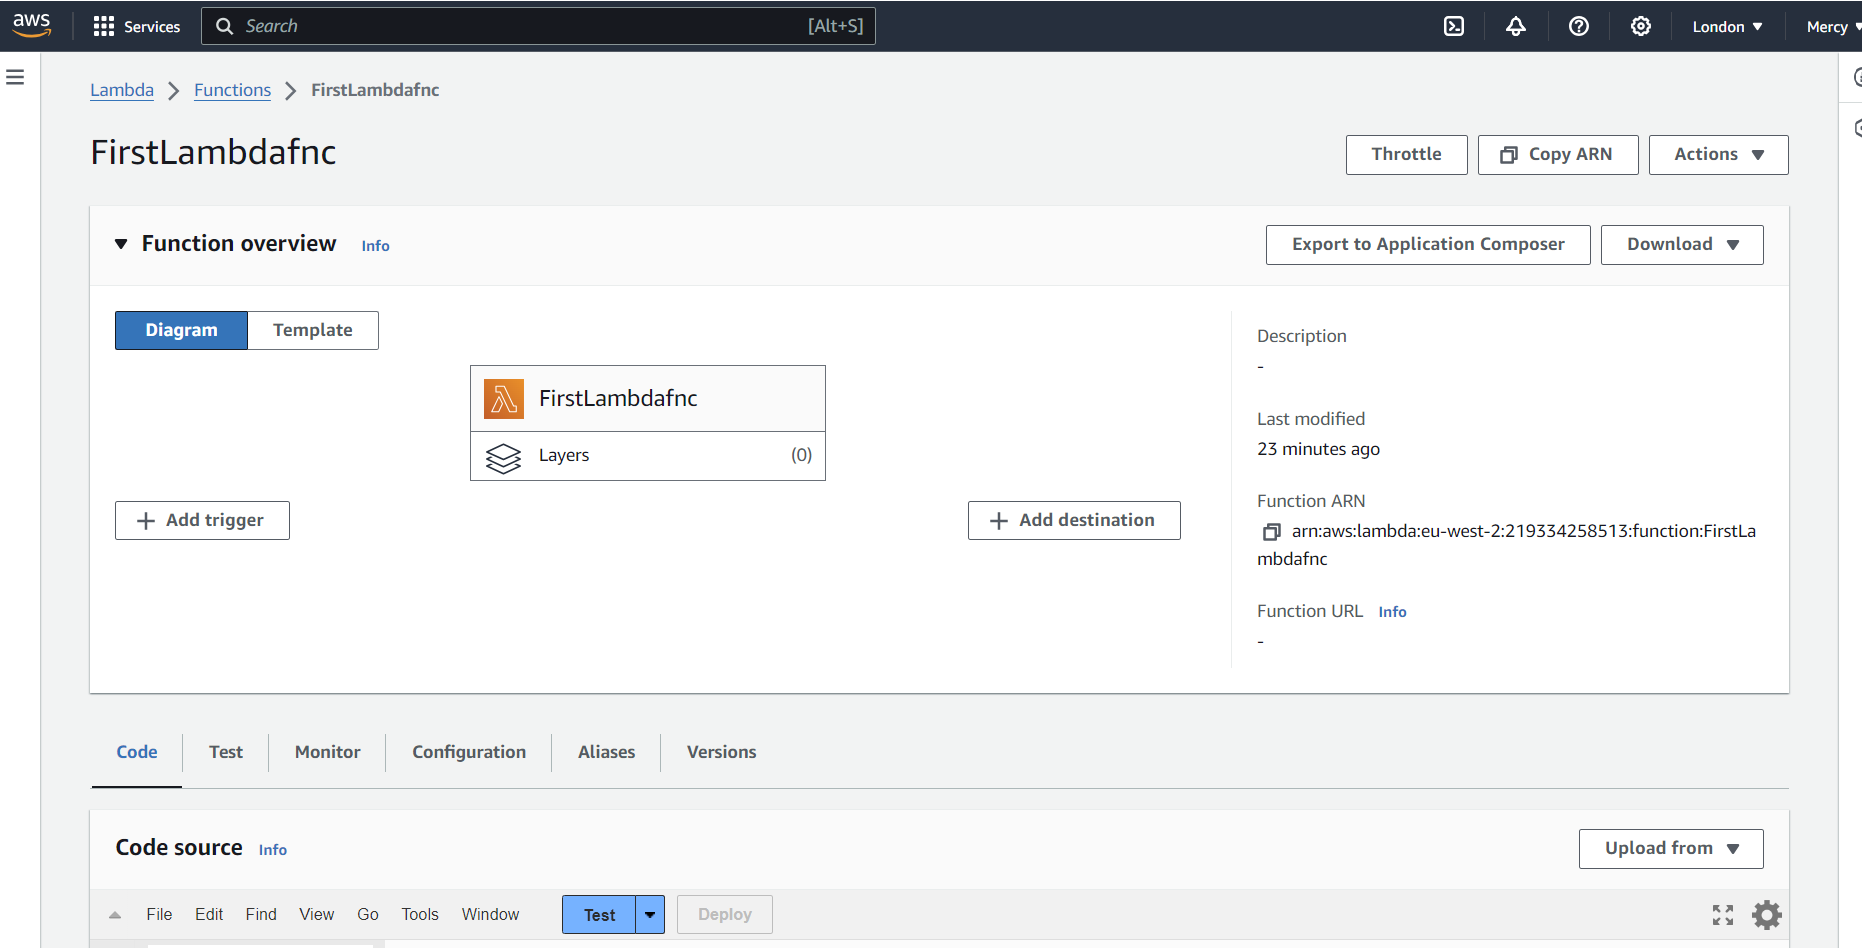 aws Services Search [Alt+S] London Mercy
Lambda Functions FirstLambdafnc
FirstLambdafnc
Throttle Copy ARN Actions
Function overview Info
Export to Application Composer Download
Diagram Template
FirstLambdafnc
Layers (0)
Add trigger
Add destination
Description
-
Last modified
23 minutes ago
Function ARN
arn:aws:lambda:eu-west-2:219334258513:function:FirstLa
mbdafnc
Function URL Info
-
Code Test Monitor Configuration Aliases Versions
Code source Info
Upload from
File Edit Find View Go Tools Window Test Deploy